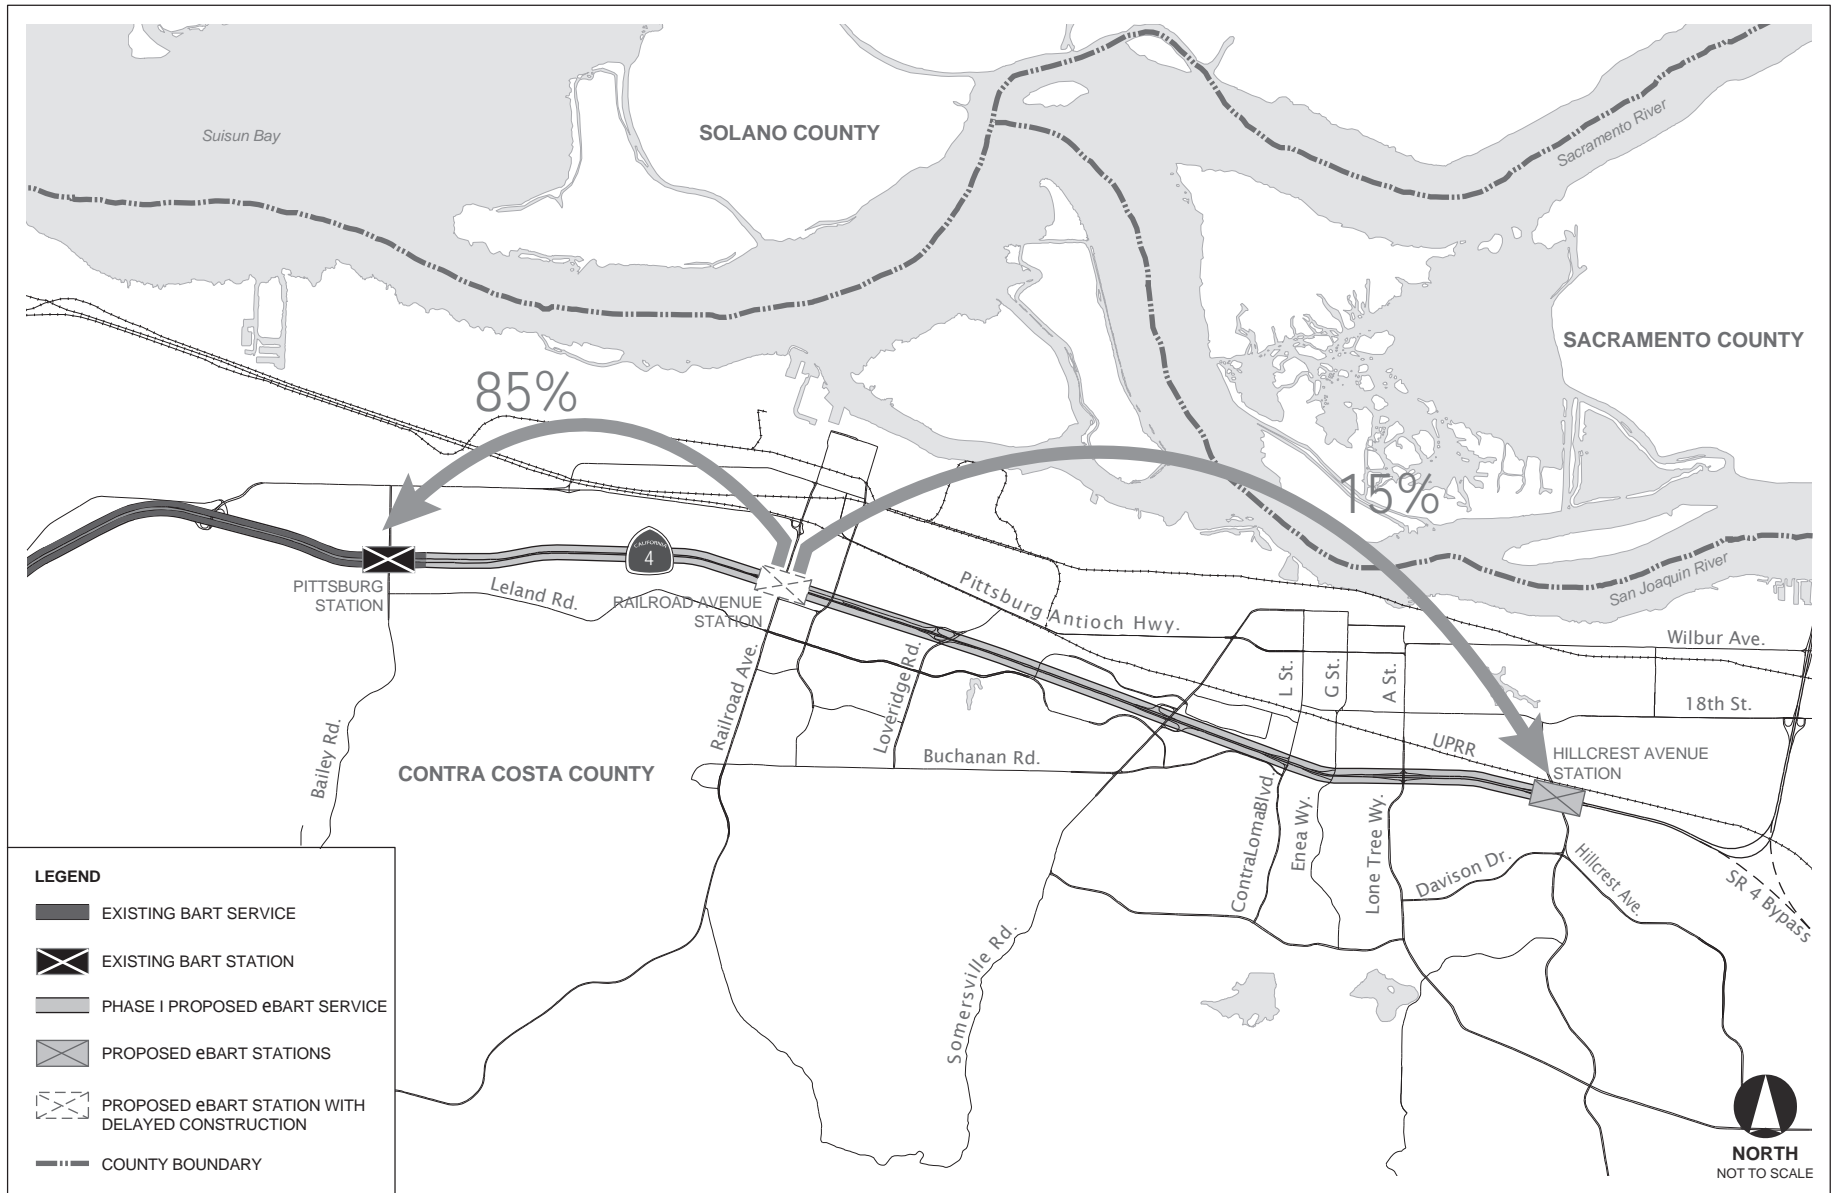 Suisun Bay
SOLANO COUNTY
Sacramento River
SACRAMENTO COUNTY
85%
15%
CALIFORNIA
4
PITTSBURG
STATION
Leland Rd.
RAILROAD AVENUE
STATION
Pittsburg Antioch Hwy.
San Joaquin River
Wilbur Ave.
L St.
G St.
A St.
18th St.
Railroad Ave.
Loveridge Rd.
Bailey Rd.
CONTRA COSTA COUNTY
Buchanan Rd.
UPRR
HILLCREST AVENUE
STATION
ContraLomaBlvd.
Enea Wy.
Lone Tree Wy.
Davison Dr.
Hillcrest Ave.
SR 4 Bypass
Somersville Rd.
LEGEND
EXISTING BART SERVICE
EXISTING BART STATION
PHASE I PROPOSED eBART SERVICE
PROPOSED eBART STATIONS
PROPOSED eBART STATION WITH
DELAYED CONSTRUCTION
COUNTY BOUNDARY
NORTH
NOT TO SCALE